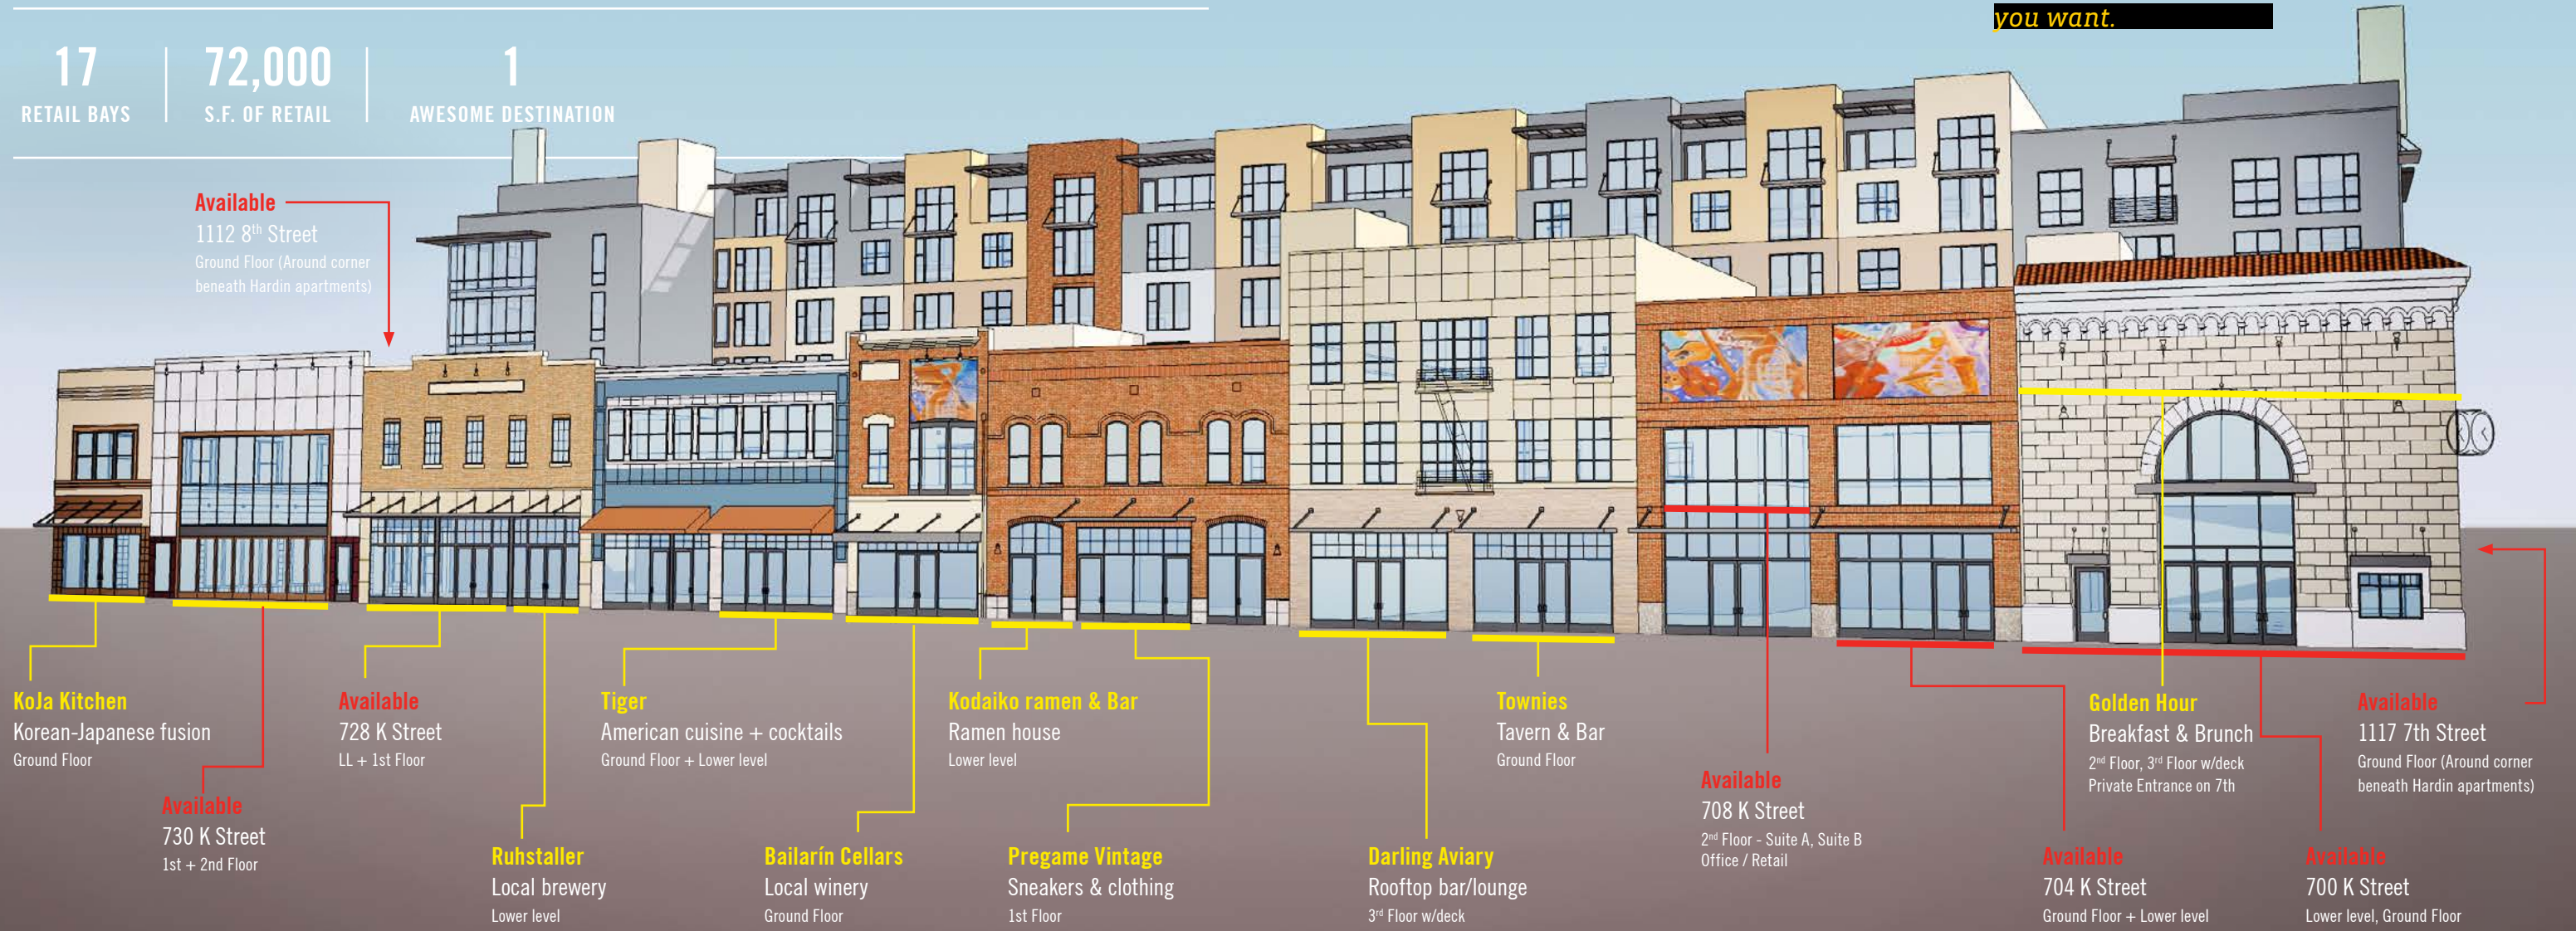 you want.
17
RETAIL BAYS
72,000
S.F. OF RETAIL
1
AWESOME DESTINATION
Available
1112 8th Street
Ground Floor (Around corner
beneath Hardin apartments)
KoJa Kitchen
Korean-Japanese fusion
Ground Floor
Available
730 K Street
1st + 2nd Floor
Available
728 K Street
LL + 1st Floor
Ruhstaller
Local brewery
Lower level
Tiger
American cuisine + cocktails
Ground Floor + Lower level
Bailarín Cellars
Local winery
Ground Floor
Kodaiko ramen & Bar
Ramen house
Lower level
Pregame Vintage
Sneakers & clothing
1st Floor
Darling Aviary
Rooftop bar/lounge
3rd Floor w/deck
Townies
Tavern & Bar
Ground Floor
Available
708 K Street
2nd Floor - Suite A, Suite B
Office / Retail
Available
704 K Street
Ground Floor + Lower level
Golden Hour
Breakfast & Brunch
2nd Floor, 3rd Floor w/deck
Private Entrance on 7th
Available
700 K Street
Lower level, Ground Floor
Available
1117 7th Street
Ground Floor (Around corner
beneath Hardin apartments)